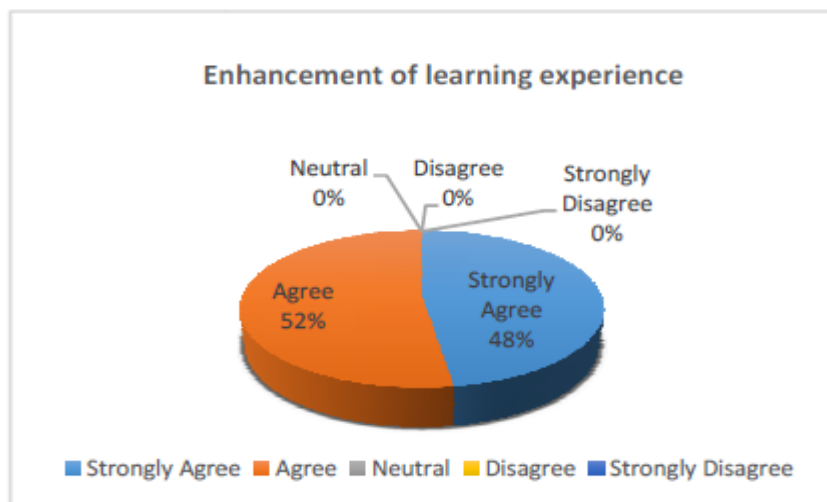 Enhancement of learning experience
Neutral
0%
Disagree
0%
Strongly
Disagree
0%
Agree
52%
Strongly
Agree
48%
Strongly Agree Agree Neutral Disagree Strongly Disagree